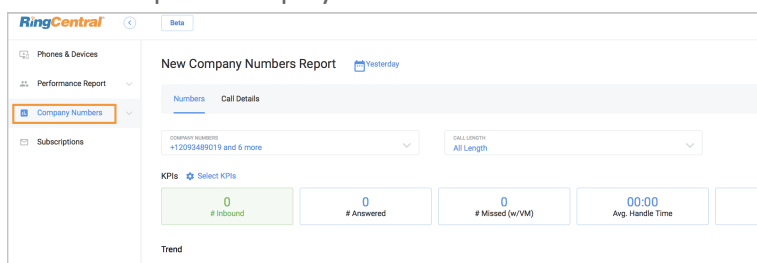 RingCentral
Beta
Phones & Devices
Performance Report
Company Numbers
Subscriptions
New Company Numbers Report
Yesterday
Numbers
Call Details
COMPANY NUMBERS
+12093489019 and 6 more
CALL LENGTH
All Length
KPIs
Select KPIs
0
# Inbound
0
# Answered
0
# Missed (w/VM)
00:00
Avg. Handle Time
Trend